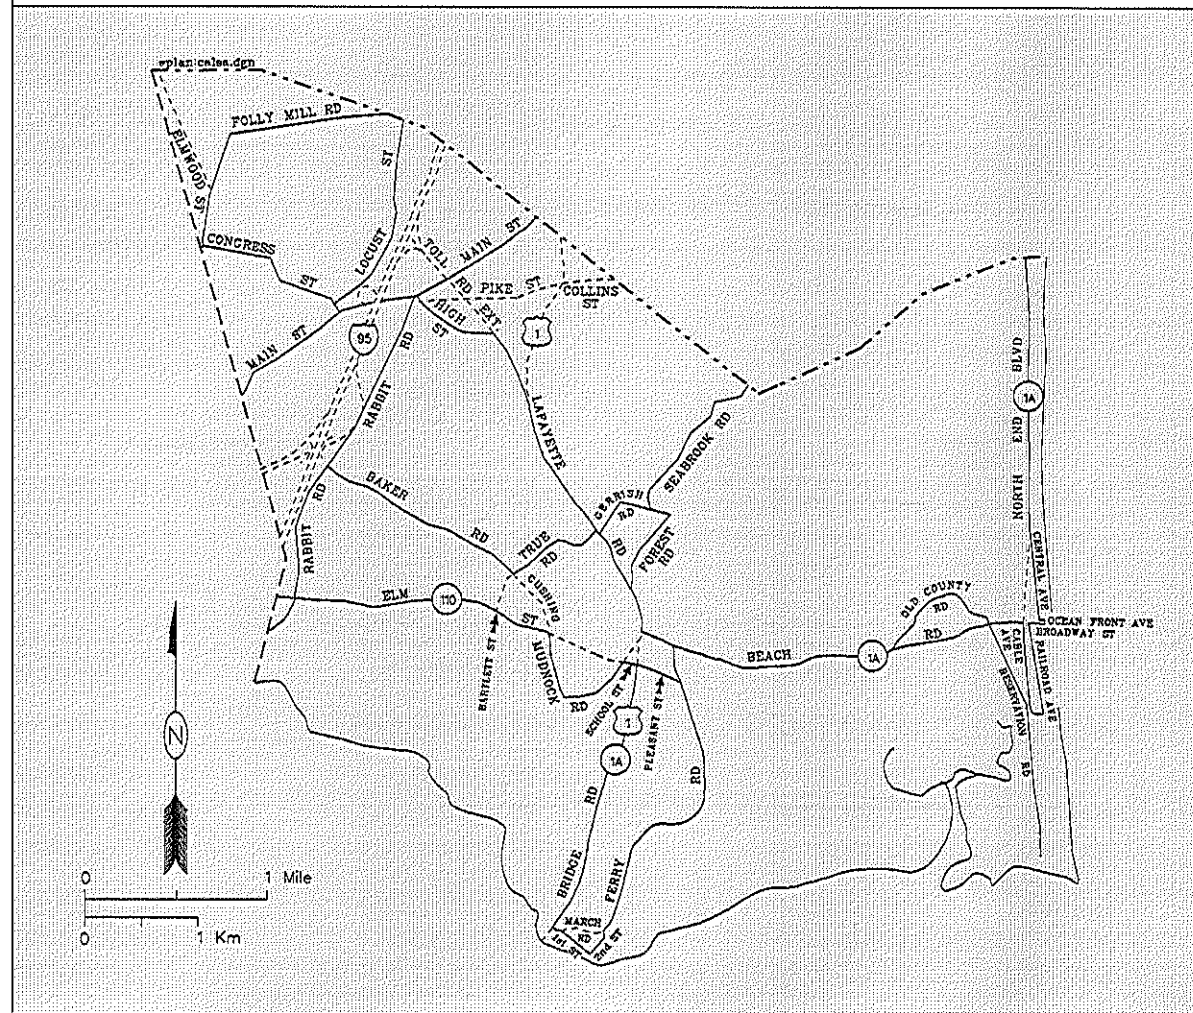 eplan:calsa.dgn
FOLLY MILL RD
ELMWOOD ST
CONGRESS ST
LOCUST ST
TOLL RD EXT
MAIN ST
PIKE ST
COLLINS ST
HIGH ST
1
95
MAIN ST
RABBIT RD
LAFAYETTE RD
SEABROOK RD
NORTH END BLVD
1A
BAKER RD
GERRISH RD
TRUE RD
FOREST RD
RABBIT RD
CUSHING
ELM ST
110
CENTRAL AVE
OLD COUNTY RD
OCEAN FRONT AVE
BROADWAY ST
BEACH RD
1A
CABLE AVE
RAILROAD AVE
RESERVATION RD
BARTLETT ST
MUDNOCK RD
SCHOOL ST
PLEASANT ST
1
1A
BRIDGE RD
FERRY RD
MARCH RD
1st ST
2nd ST
N
0 1 Mile
0 1 Km